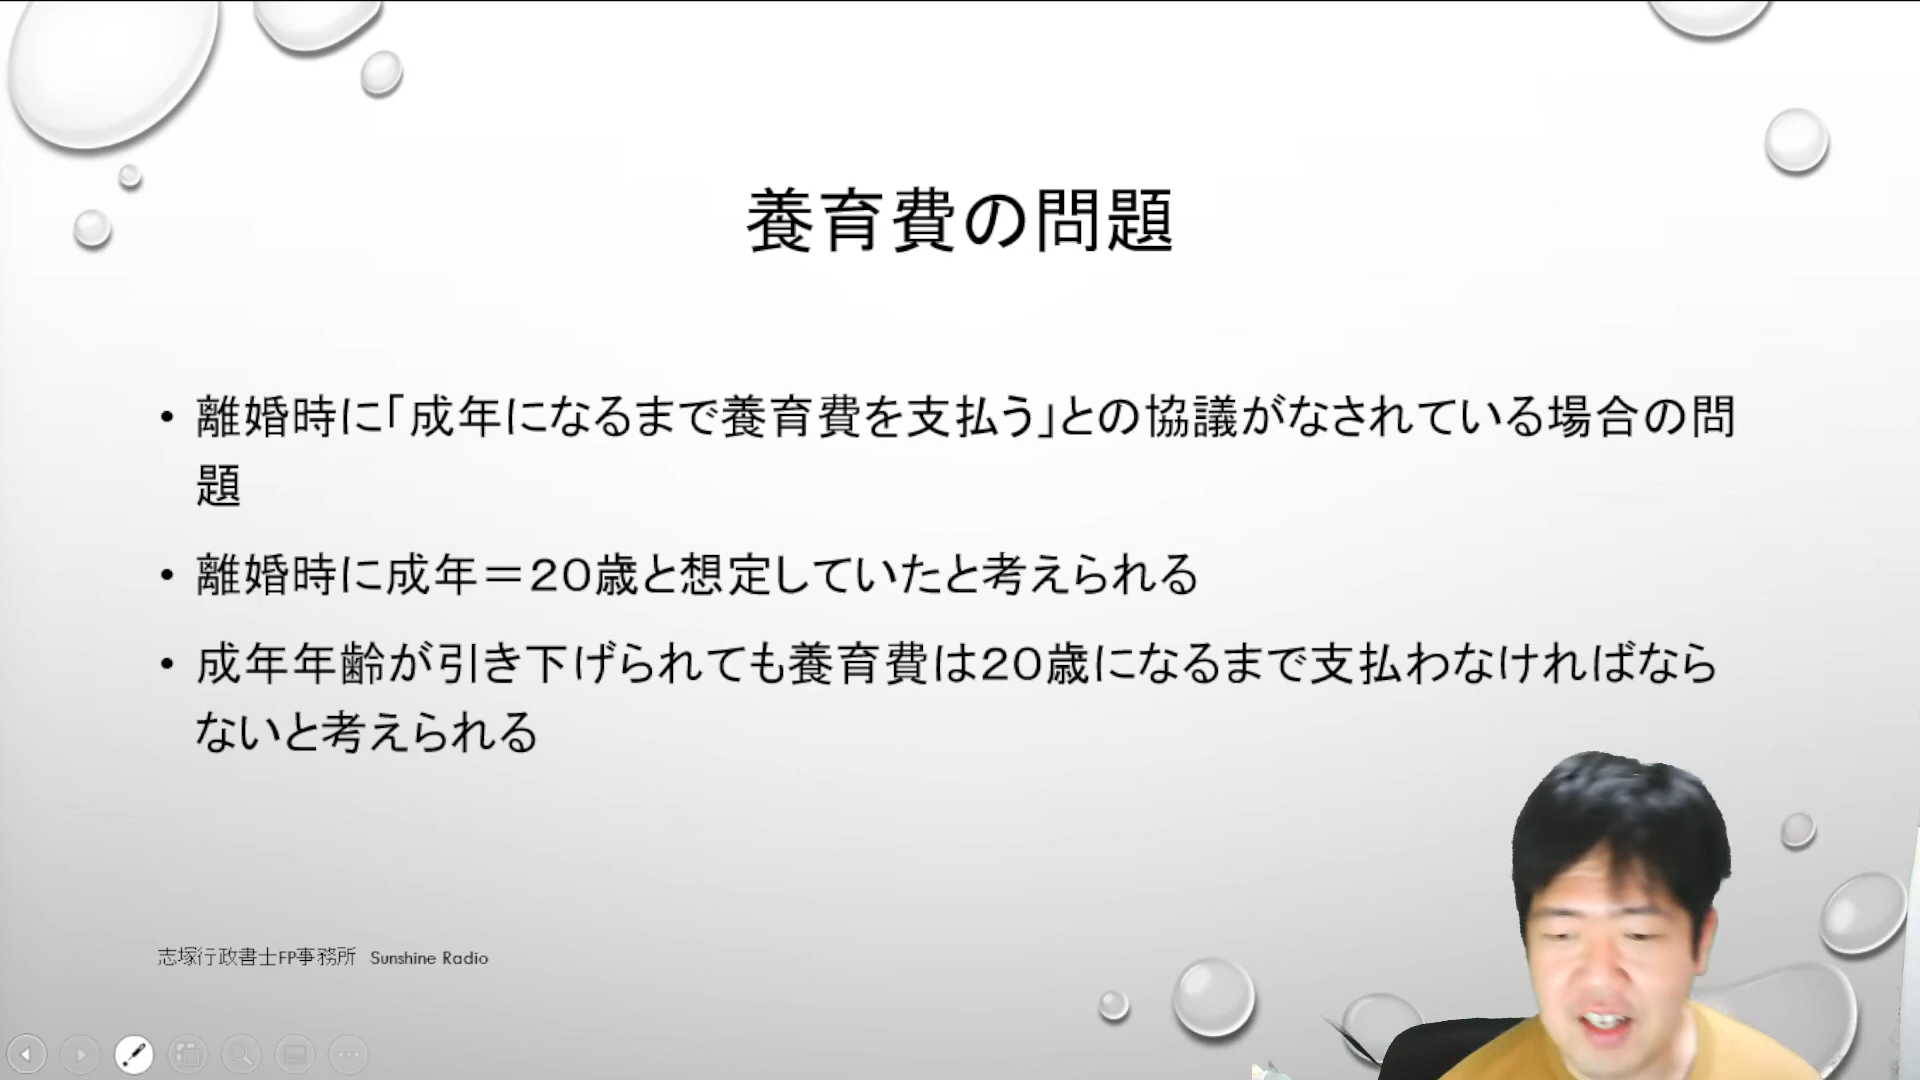 養育費の問題
• 離婚時に「成年になるまで養育費を支払う」との協議がなされている場合の問
題
• 離婚時に成年＝20歳と想定していたと考えられる
• 成年年齢が引き下げられても養育費は20歳になるまで支払わなければなら
ないと考えられる
志塚行政書士FP事務所 Sunshine Radio